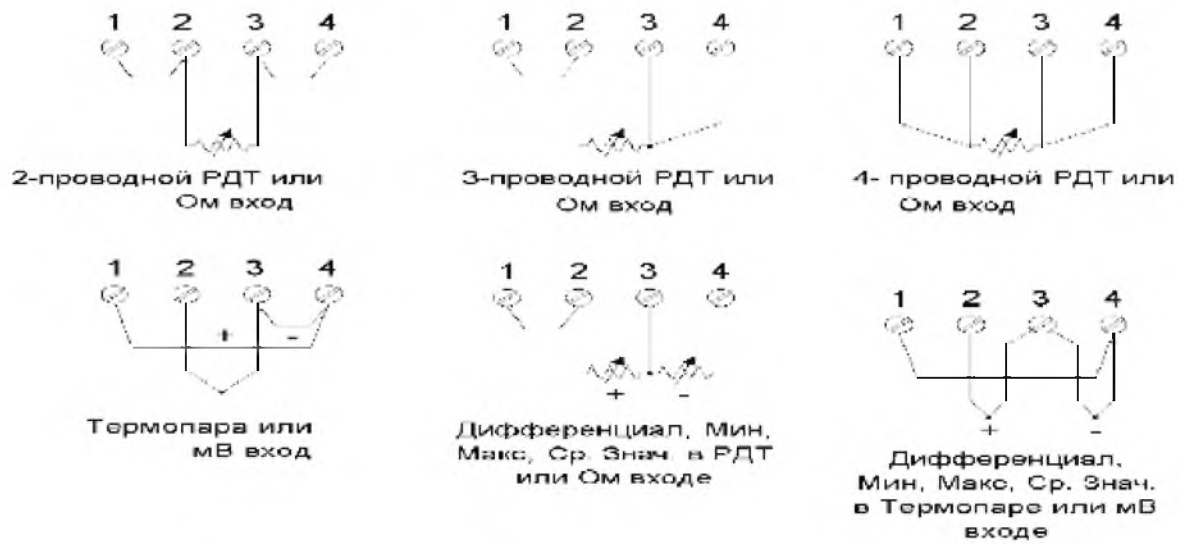 1 2 3 4
2-проводной РДТ или
Ом вход
1 2 3 4
3-проводной РДТ или
Ом вход
1 2 3 4
4- проводной РДТ или
Ом вход
1 2 3 4
+ -
Термопара или
мВ вход
1 2 3 4
+ -
Дифференциал, Мин,
Макс, Ср. Знач. в РДТ
или Ом входе
1 2 3 4
+ -
Дифференциал,
Мин, Макс, Ср. Знач.
в Термопаре или мВ
входе